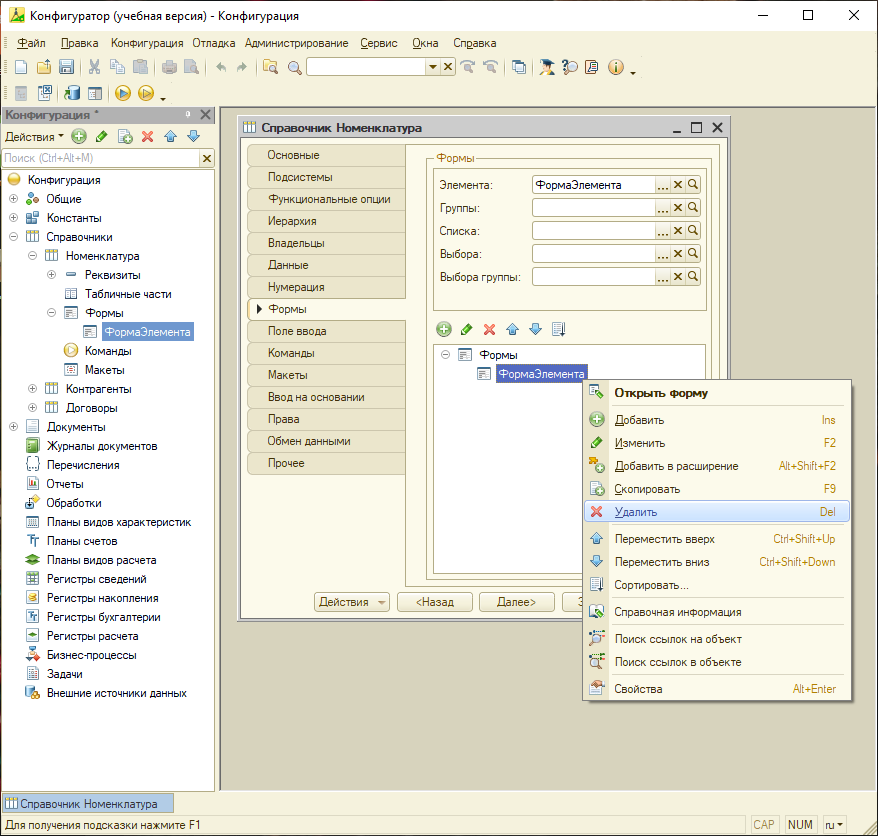 Конфигуратор (учебная версия) - Конфигурация
Файл Правка Конфигурация Отладка Администрирование Сервис Окна Справка
Конфигурация *
Действия
Поиск (Ctrl+Alt+M)
Конфигурация
Общие
Константы
Справочники
Номенклатура
Реквизиты
Табличные части
Формы
ФормаЭлемента
Команды
Макеты
Контрагенты
Договоры
Документы
Журналы документов
Перечисления
Отчеты
Обработки
Планы видов характеристик
Планы счетов
Планы видов расчета
Регистры сведений
Регистры накопления
Регистры бухгалтерии
Регистры расчета
Бизнес-процессы
Задачи
Внешние источники данных
Справочник Номенклатура
Основные
Подсистемы
Функциональные опции
Иерархия
Владельцы
Данные
Нумерация
Формы
Поле ввода
Команды
Макеты
Ввод на основании
Права
Обмен данными
Прочее
Формы
Элемента: ФормаЭлемента ...
Группы: ...
Списка: ...
Выбора: ...
Выбора группы: ...
Формы
ФормаЭлемента
Действия <Назад Далее>
Открыть форму
Добавить Ins
Изменить F2
Добавить в расширение Alt+Shift+F2
Скопировать F9
Удалить Del
Переместить вверх Ctrl+Shift+Up
Переместить вниз Ctrl+Shift+Down
Сортировать...
Справочная информация
Поиск ссылок на объект
Поиск ссылок в объекте
Свойства Alt+Enter
Справочник Номенклатура
Для получения подсказки нажмите F1 CAP NUM ru